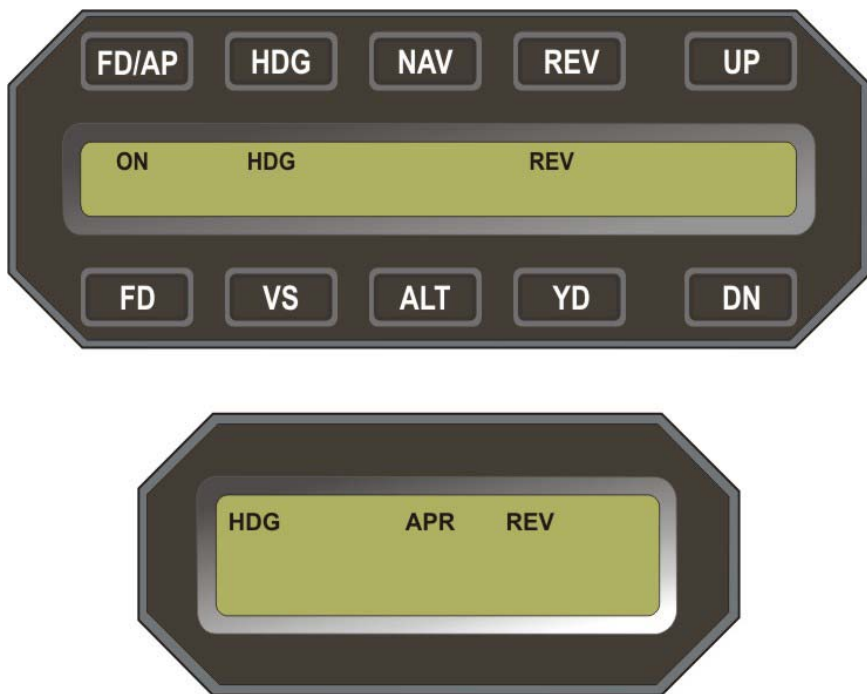 FD/AP HDG NAV REV UP
ON HDG REV
FD VS ALT YD DN
HDG APR REV